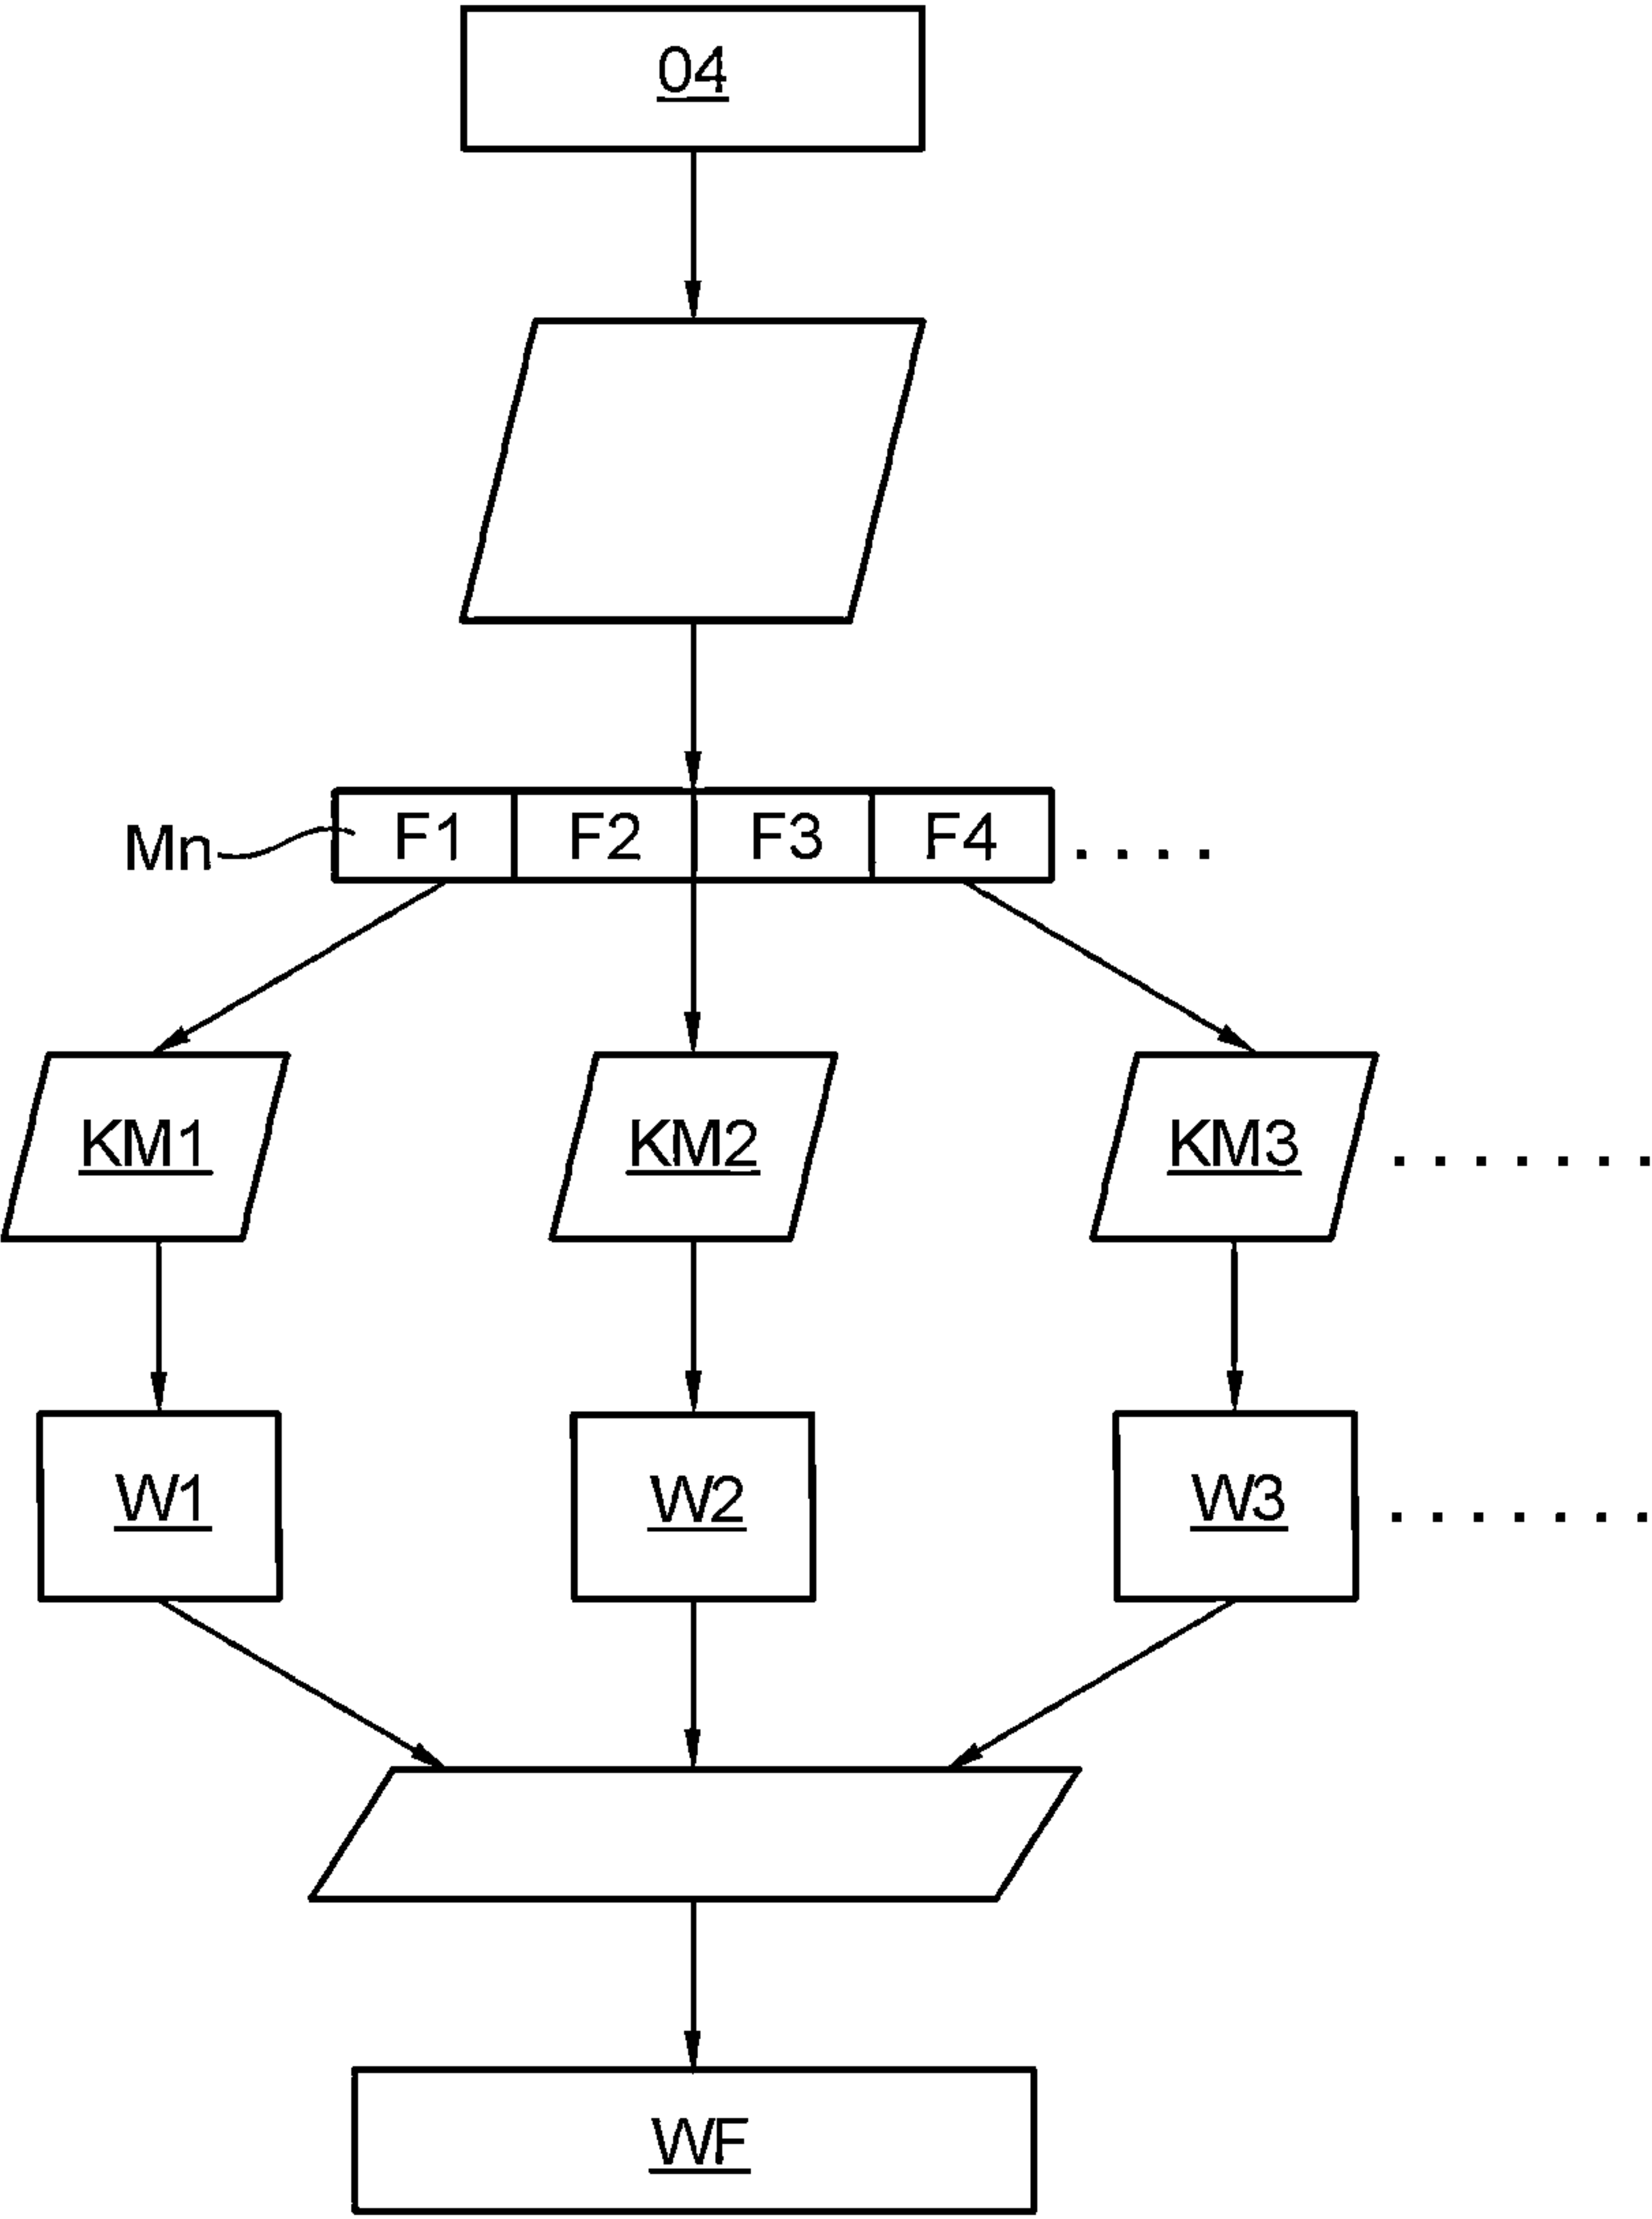 04
Mn F1 F2 F3 F4 ....
KM1 KM2 KM3 .......
W1 W2 W3 .......
WF